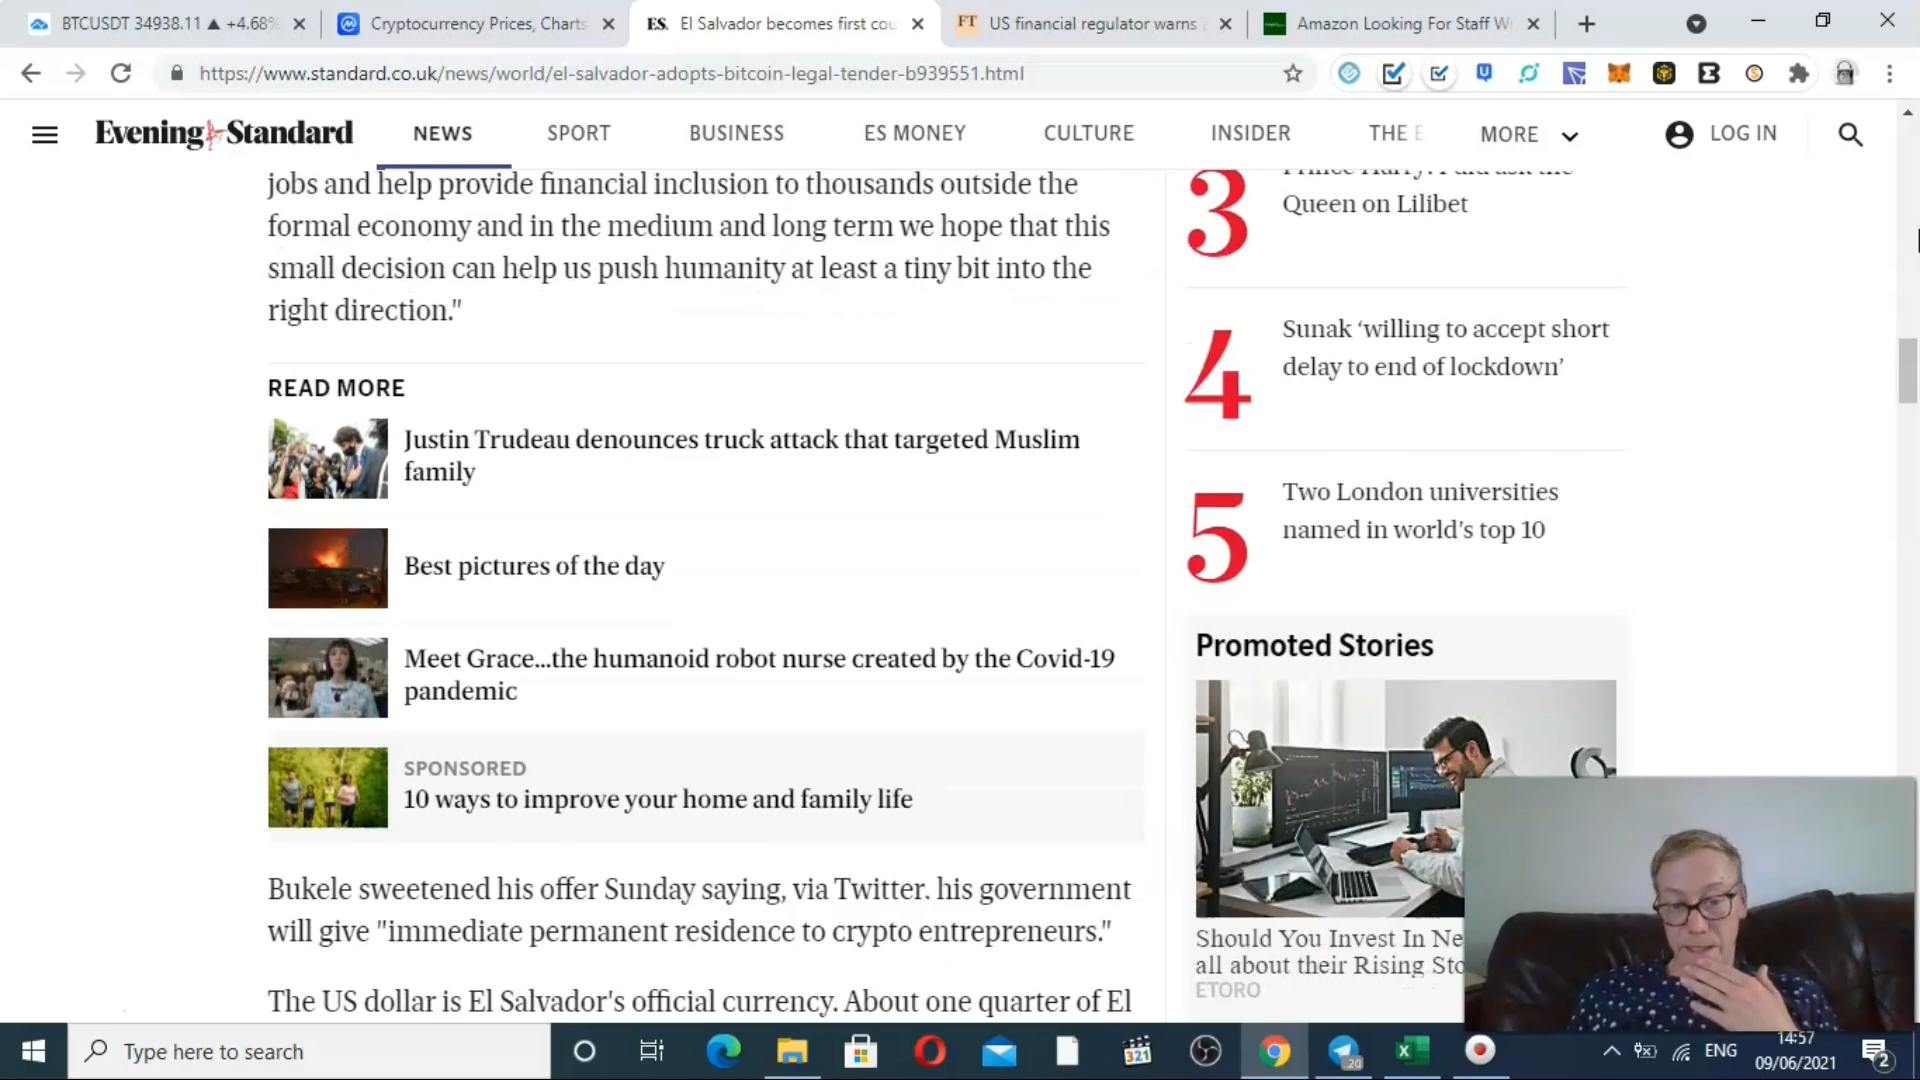 BTCUSDT 34938.11 ▲ +4.68%
Cryptocurrency Prices, Charts
ES. El Salvador becomes first cou
FT US financial regulator warns
Amazon Looking For Staff W
https://www.standard.co.uk/news/world/el-salvador-adopts-bitcoin-legal-tender-b939551.html
Evening Standard
NEWS SPORT BUSINESS ES MONEY CULTURE INSIDER THE E MORE LOG IN
jobs and help provide financial inclusion to thousands outside the
formal economy and in the medium and long term we hope that this
small decision can help us push humanity at least a tiny bit into the
right direction."
READ MORE
Justin Trudeau denounces truck attack that targeted Muslim
family
Best pictures of the day
Meet Grace...the humanoid robot nurse created by the Covid-19
pandemic
SPONSORED
10 ways to improve your home and family life
Bukele sweetened his offer Sunday saying, via Twitter. his government
will give "immediate permanent residence to crypto entrepreneurs."
The US dollar is El Salvador's official currency. About one quarter of El
3
Queen on Lilibet
4
Sunak ‘willing to accept short
delay to end of lockdown’
5
Two London universities
named in world’s top 10
Promoted Stories
Should You Invest In Ne
all about their Rising Sto
ETORO
Type here to search
321
20
ENG
14:57
09/06/2021
2